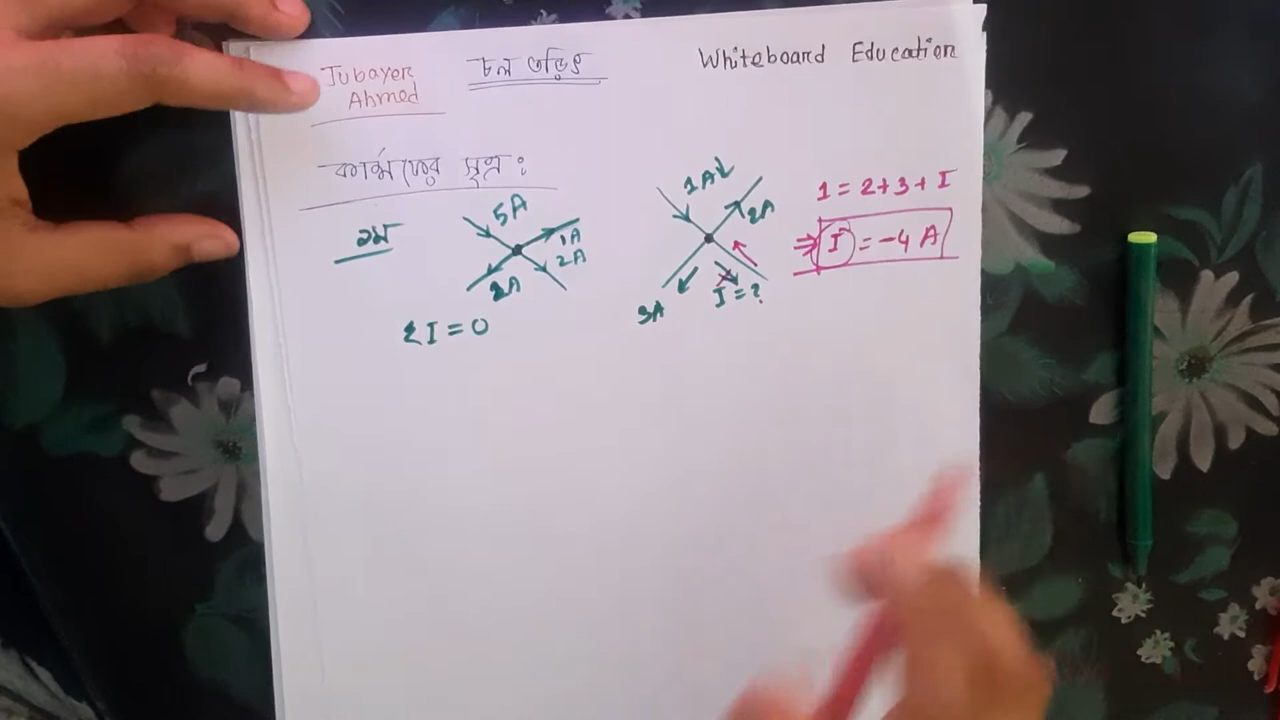 Jubayer
Ahmed
চল তড়িৎ
Whiteboard Education
কার্শফের সূত্র :
১ম
5A
1A
2A
2A
ΣI = 0
1A↓
2A
3A
I = ?
1 = 2+3+I
⇒ I = -4 A